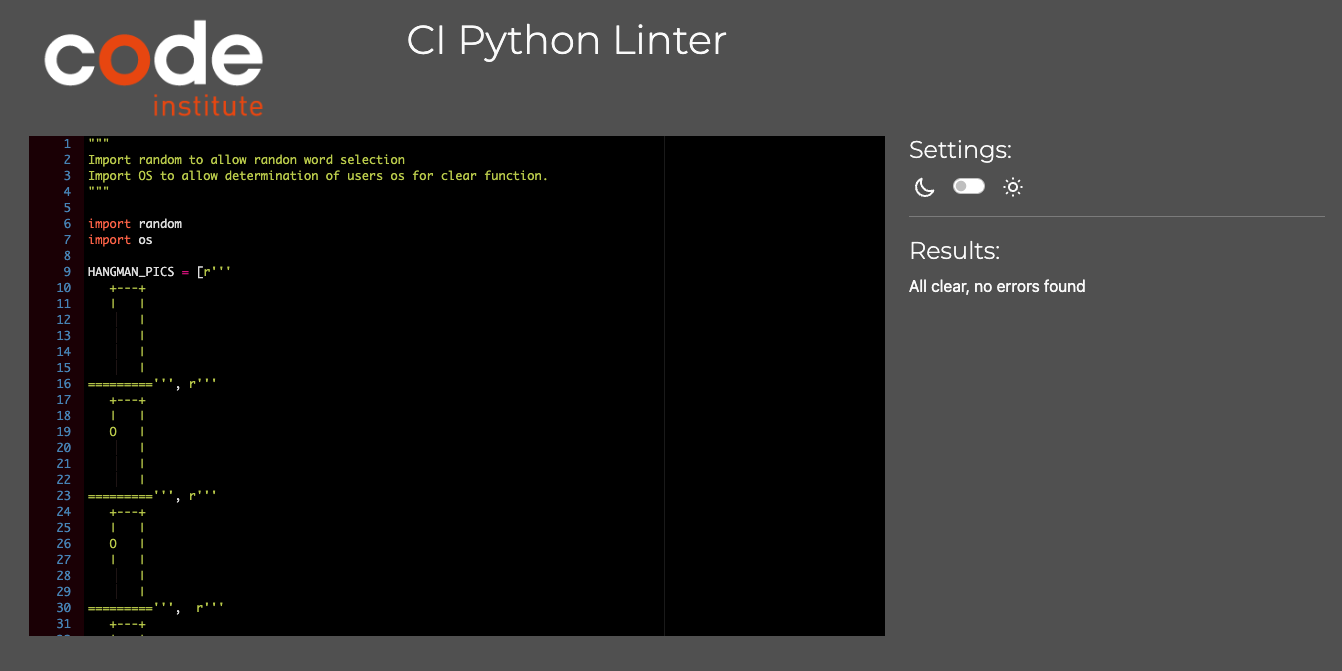 code
institute
CI Python Linter
1 """
2 Import random to allow randon word selection
3 Import OS to allow determination of users os for clear function.
4 """
5
6 import random
7 import os
8
9 HANGMAN_PICS = [r'''
10    +---+
11    |   |
12        |
13        |
14        |
15        |
16 =========''', r'''
17    +---+
18    |   |
19    O   |
20        |
21        |
22        |
23 =========''', r'''
24    +---+
25    |   |
26    O   |
27    |   |
28        |
29        |
30 =========''',  r'''
31    +---+
Settings:
Results:
All clear, no errors found